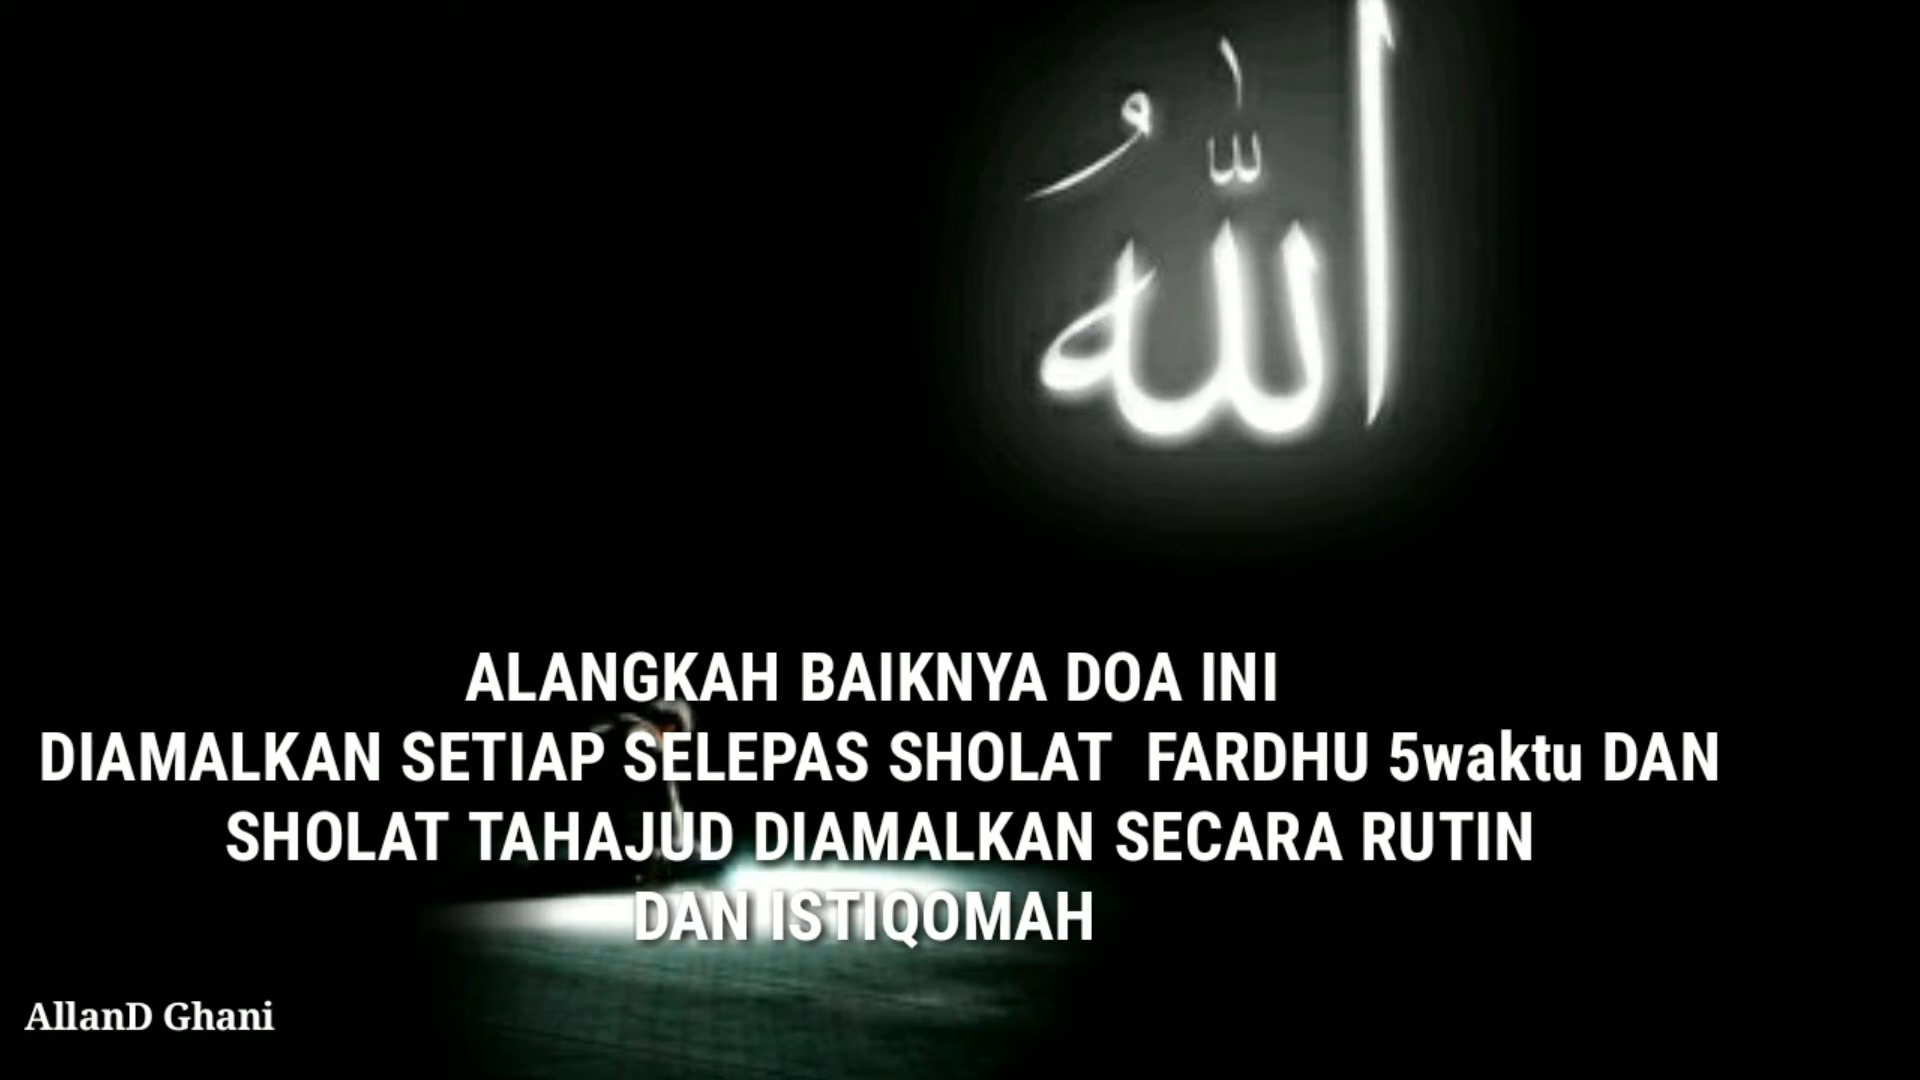 اللّٰهُ
ALANGKAH BAIKNYA DOA INI
DIAMALKAN SETIAP SELEPAS SHOLAT FARDHU 5waktu DAN
SHOLAT TAHAJUD DIAMALKAN SECARA RUTIN
DAN ISTIQOMAH
AllanD Ghani